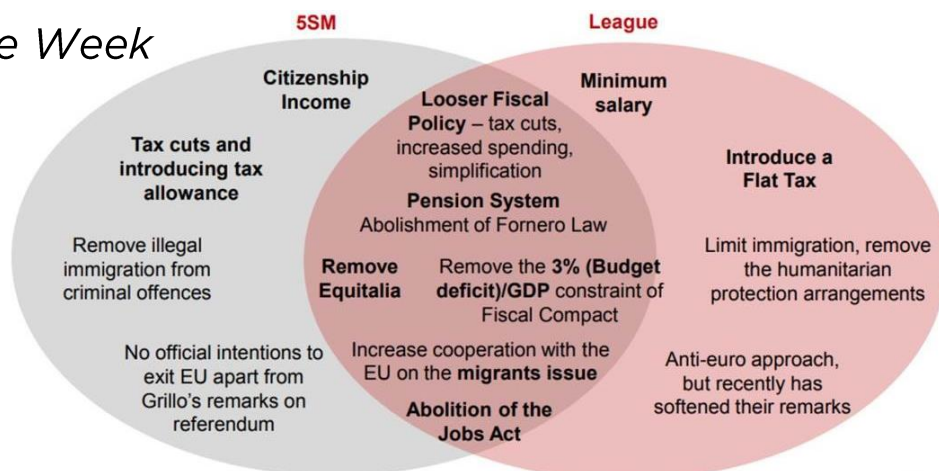 e Week
5SM
League
Citizenship
Income
Tax cuts and
introducing tax
allowance
Remove illegal
immigration from
criminal offences
No official intentions to
exit EU apart from
Grillo's remarks on
referendum
Looser Fiscal
Policy – tax cuts,
increased spending,
simplification
Pension System
Abolishment of Fornero Law
Remove
Equitalia
Remove the 3% (Budget
deficit)/GDP constraint of
Fiscal Compact
Increase cooperation with the
EU on the migrants issue
Abolition of the
Jobs Act
Minimum
salary
Introduce a
Flat Tax
Limit immigration, remove
the humanitarian
protection arrangements
Anti-euro approach,
but recently has
softened their remarks